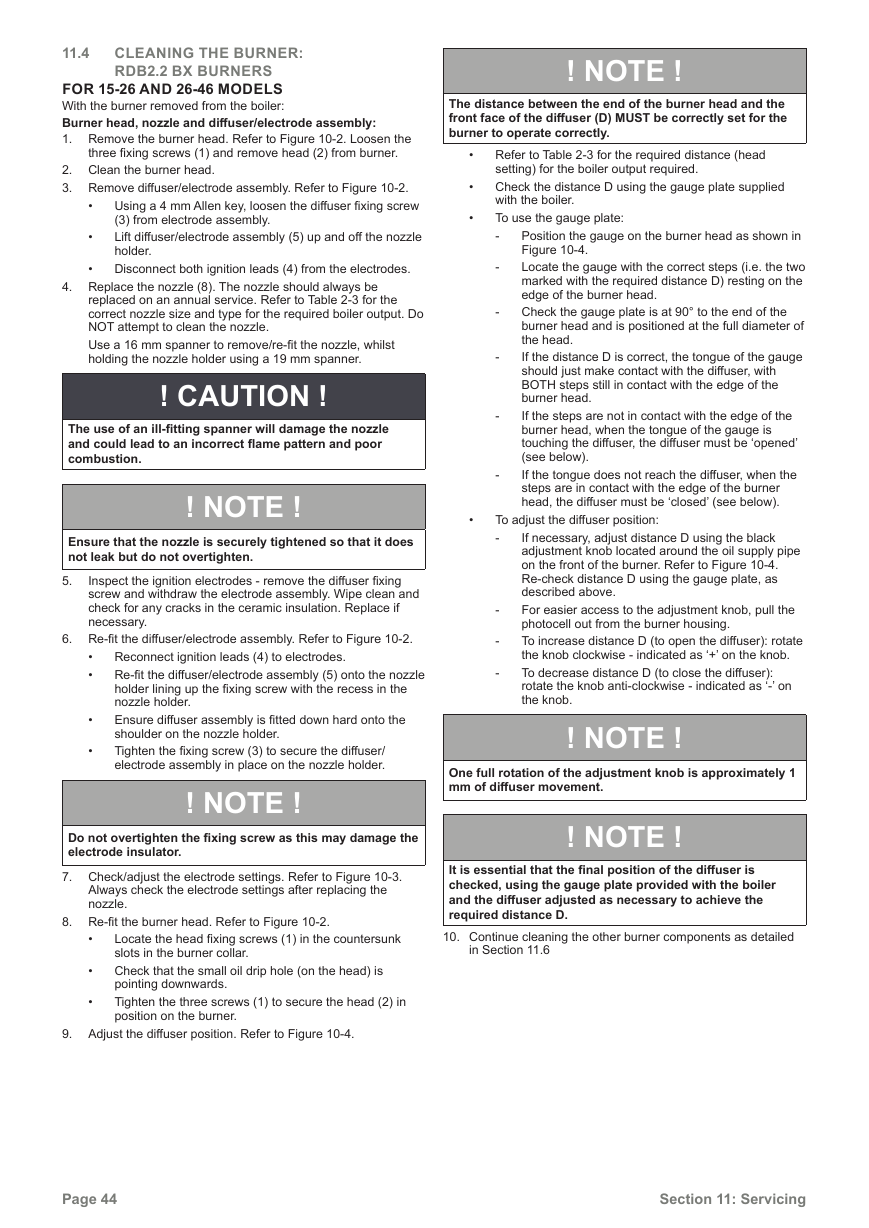 11.4 CLEANING THE BURNER:
RDB2.2 BX BURNERS
FOR 15-26 AND 26-46 MODELS
With the burner removed from the boiler:
Burner head, nozzle and diffuser/electrode assembly:
1. Remove the burner head. Refer to Figure 10-2. Loosen the
three fixing screws (1) and remove head (2) from burner.
2. Clean the burner head.
3. Remove diffuser/electrode assembly. Refer to Figure 10-2.
• Using a 4 mm Allen key, loosen the diffuser fixing screw
(3) from electrode assembly.
• Lift diffuser/electrode assembly (5) up and off the nozzle
holder.
• Disconnect both ignition leads (4) from the electrodes.
4. Replace the nozzle (8). The nozzle should always be
replaced on an annual service. Refer to Table 2-3 for the
correct nozzle size and type for the required boiler output. Do
NOT attempt to clean the nozzle.
Use a 16 mm spanner to remove/re-fit the nozzle, whilst
holding the nozzle holder using a 19 mm spanner.
! CAUTION !
The use of an ill-fitting spanner will damage the nozzle
and could lead to an incorrect flame pattern and poor
combustion.
! NOTE !
Ensure that the nozzle is securely tightened so that it does
not leak but do not overtighten.
5. Inspect the ignition electrodes - remove the diffuser fixing
screw and withdraw the electrode assembly. Wipe clean and
check for any cracks in the ceramic insulation. Replace if
necessary.
6. Re-fit the diffuser/electrode assembly. Refer to Figure 10-2.
• Reconnect ignition leads (4) to electrodes.
• Re-fit the diffuser/electrode assembly (5) onto the nozzle
holder lining up the fixing screw with the recess in the
nozzle holder.
• Ensure diffuser assembly is fitted down hard onto the
shoulder on the nozzle holder.
• Tighten the fixing screw (3) to secure the diffuser/
electrode assembly in place on the nozzle holder.
! NOTE !
Do not overtighten the fixing screw as this may damage the
electrode insulator.
7. Check/adjust the electrode settings. Refer to Figure 10-3.
Always check the electrode settings after replacing the
nozzle.
8. Re-fit the burner head. Refer to Figure 10-2.
• Locate the head fixing screws (1) in the countersunk
slots in the burner collar.
• Check that the small oil drip hole (on the head) is
pointing downwards.
• Tighten the three screws (1) to secure the head (2) in
position on the burner.
9. Adjust the diffuser position. Refer to Figure 10-4.
! NOTE !
The distance between the end of the burner head and the
front face of the diffuser (D) MUST be correctly set for the
burner to operate correctly.
• Refer to Table 2-3 for the required distance (head
setting) for the boiler output required.
• Check the distance D using the gauge plate supplied
with the boiler.
• To use the gauge plate:
- Position the gauge on the burner head as shown in
Figure 10-4.
- Locate the gauge with the correct steps (i.e. the two
marked with the required distance D) resting on the
edge of the burner head.
- Check the gauge plate is at 90° to the end of the
burner head and is positioned at the full diameter of
the head.
- If the distance D is correct, the tongue of the gauge
should just make contact with the diffuser, with
BOTH steps still in contact with the edge of the
burner head.
- If the steps are not in contact with the edge of the
burner head, when the tongue of the gauge is
touching the diffuser, the diffuser must be ‘opened’
(see below).
- If the tongue does not reach the diffuser, when the
steps are in contact with the edge of the burner
head, the diffuser must be ‘closed’ (see below).
• To adjust the diffuser position:
- If necessary, adjust distance D using the black
adjustment knob located around the oil supply pipe
on the front of the burner. Refer to Figure 10-4.
Re-check distance D using the gauge plate, as
described above.
- For easier access to the adjustment knob, pull the
photocell out from the burner housing.
- To increase distance D (to open the diffuser): rotate
the knob clockwise - indicated as ‘+’ on the knob.
- To decrease distance D (to close the diffuser):
rotate the knob anti-clockwise - indicated as ‘-’ on
the knob.
! NOTE !
One full rotation of the adjustment knob is approximately 1
mm of diffuser movement.
! NOTE !
It is essential that the final position of the diffuser is
checked, using the gauge plate provided with the boiler
and the diffuser adjusted as necessary to achieve the
required distance D.
10. Continue cleaning the other burner components as detailed
in Section 11.6
Page 44
Section 11: Servicing